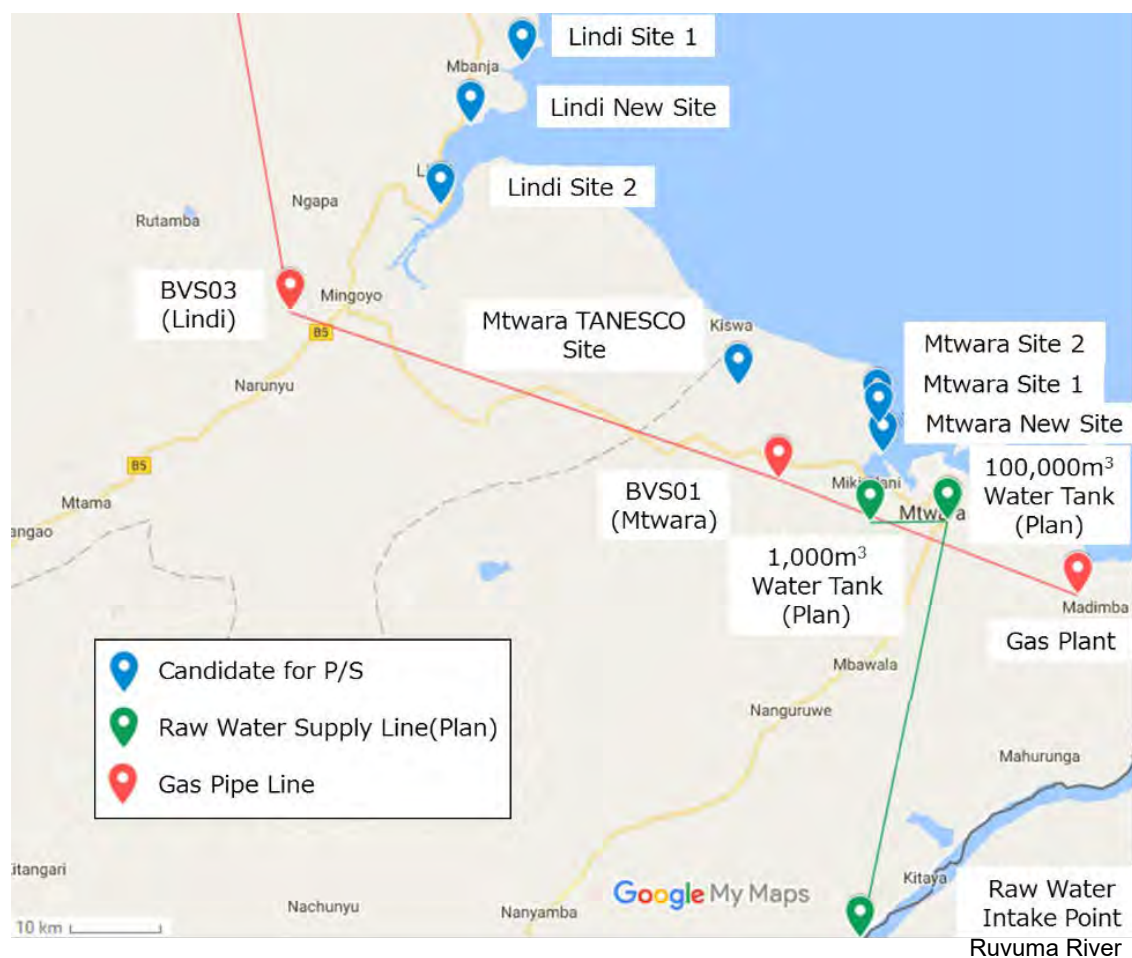 Lindi Site 1
Mbanja
Lindi New Site
Lindi Site 2
Ngapa
Rutamba
BVS03
(Lindi)
Mingoyo
B5
Mtwara TANESCO
Site
Kiswa
Mtwara Site 2
Mtwara Site 1
Mtwara New Site
Narunyu
B5
Mtama
angao
BVS01
(Mtwara)
100,000m³
Water Tank
(Plan)
1,000m³
Water Tank
(Plan)
Madimba
Gas Plant
Mbawala
Nanguruwe
Mahurunga
Candidate for P/S
Raw Water Supply Line(Plan)
Gas Pipe Line
itangari
Nachunyu
Nanyamba
Kitaya
Google My Maps
10 km
Raw Water
Intake Point
Ruvuma River